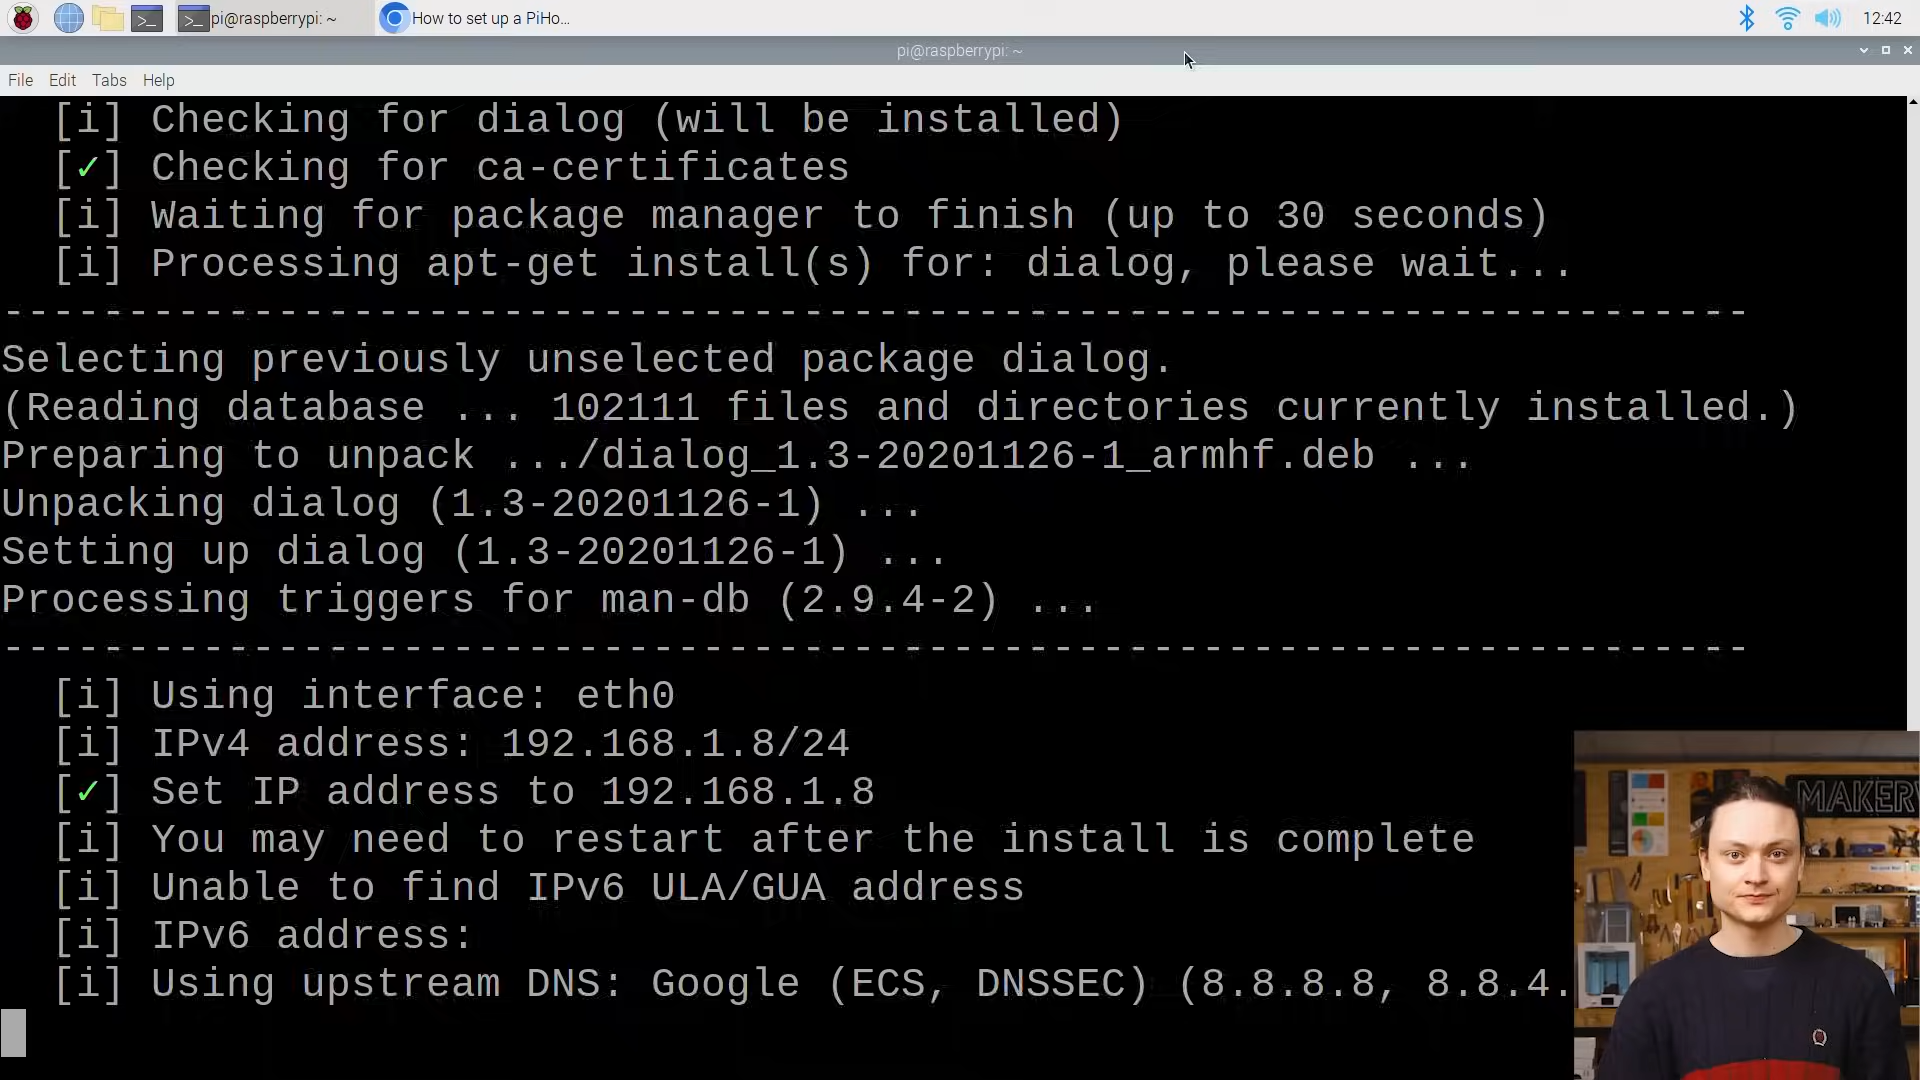 pi@raspberrypi: ~
How to set up a PiHo...
12:42
pi@raspberrypi: ~
File Edit Tabs Help
[i] Checking for dialog (will be installed)
[✓] Checking for ca-certificates
[i] Waiting for package manager to finish (up to 30 seconds)
[i] Processing apt-get install(s) for: dialog, please wait...
----------------------------------------------------------------------
Selecting previously unselected package dialog.
(Reading database ... 102111 files and directories currently installed.)
Preparing to unpack .../dialog_1.3-20201126-1_armhf.deb ...
Unpacking dialog (1.3-20201126-1) ...
Setting up dialog (1.3-20201126-1) ...
Processing triggers for man-db (2.9.4-2) ...
----------------------------------------------------------------------
[i] Using interface: eth0
[i] IPv4 address: 192.168.1.8/24
[✓] Set IP address to 192.168.1.8
[i] You may need to restart after the install is complete
[i] Unable to find IPv6 ULA/GUA address
[i] IPv6 address:
[i] Using upstream DNS: Google (ECS, DNSSEC) (8.8.8.8, 8.8.4.
MAKERV